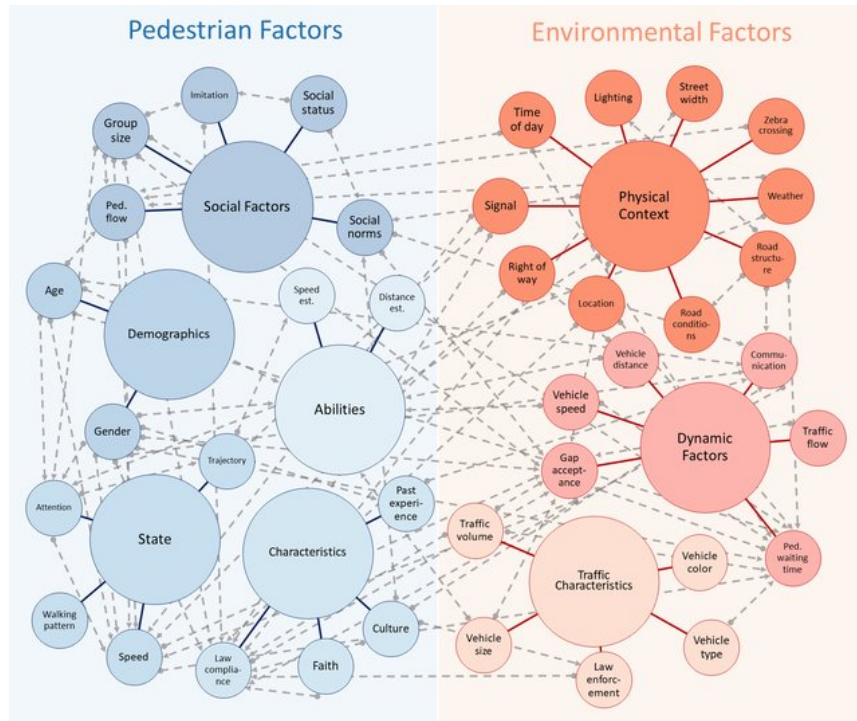 Pedestrian Factors
Environmental Factors
Imitation
Social
status
Group
size
Social Factors
Ped.
flow
Social
norms
Age
Speed
est.
Distance
est.
Demographics
Abilities
Gender
Trajectory
Attention
State
Characteristics
Past
experi-
ence
Walking
pattern
Speed
Law
complia-
nce
Faith
Culture
Time
of day
Lighting
Street
width
Zebra
crossing
Signal
Physical
Context
Weather
Right of
way
Road
structu-
re
Location
Road
conditio-
ns
Vehicle
distance
Commu-
nication
Vehicle
speed
Dynamic
Factors
Traffic
flow
Gap
accept-
ance
Traffic
volume
Vehicle
color
Ped.
waiting
time
Traffic
Characteristics
Vehicle
size
Law
enforc-
ement
Vehicle
type